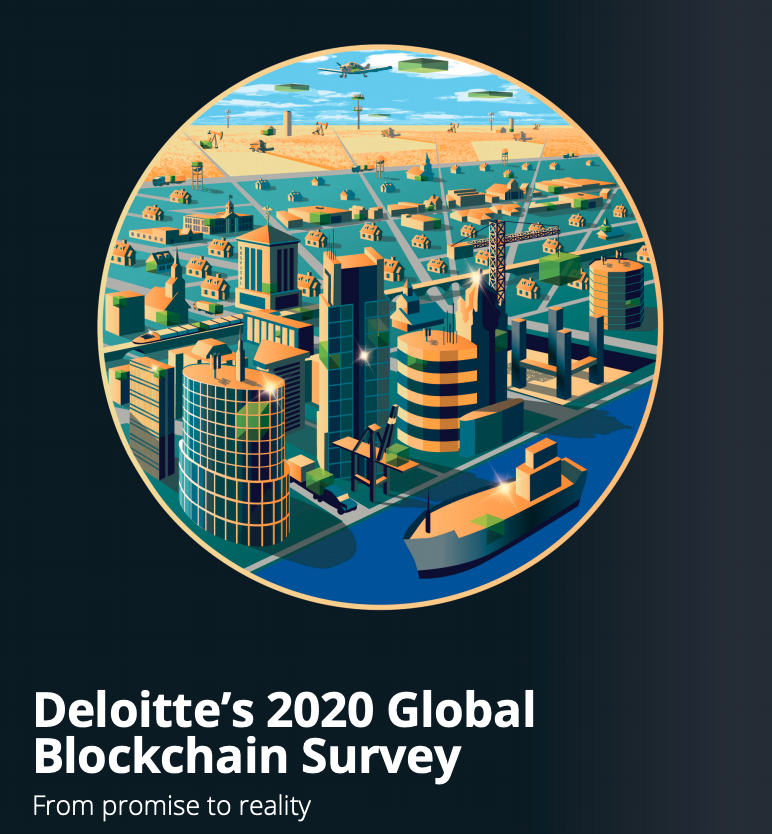 Deloitte’s 2020 Global
Blockchain Survey
From promise to reality